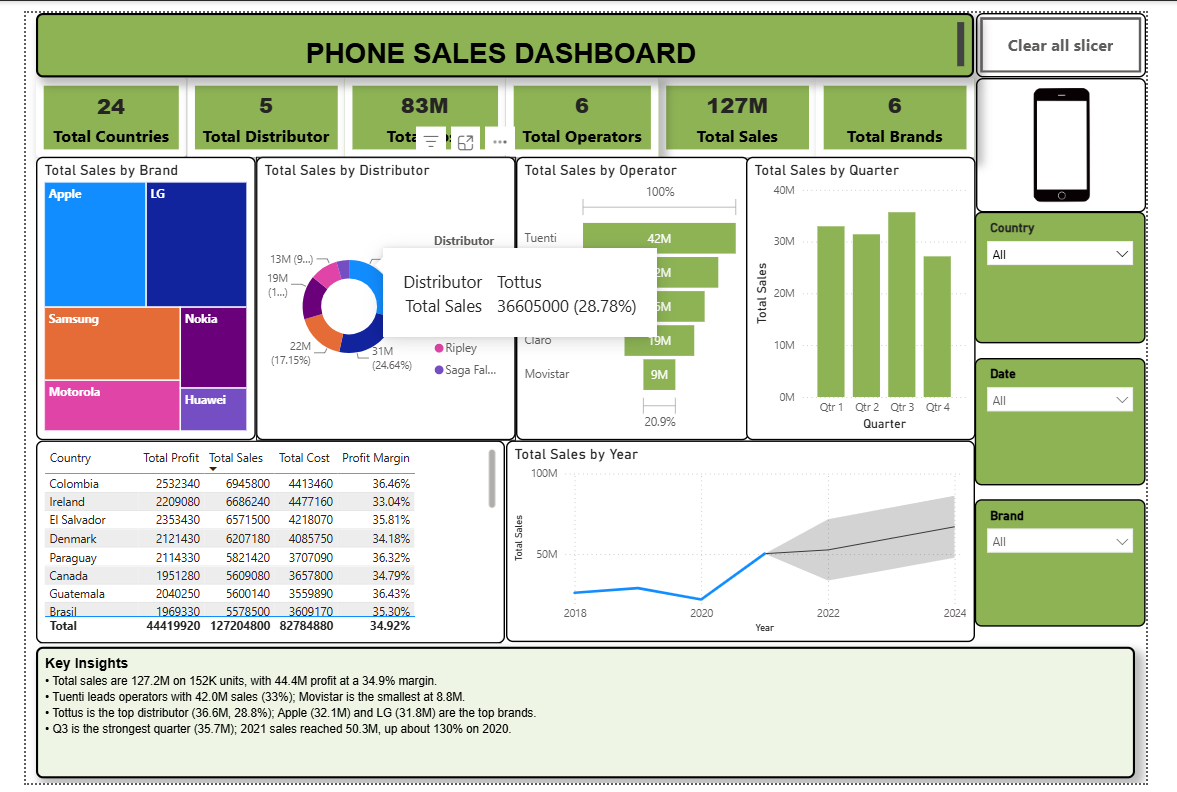 PHONE SALES DASHBOARD
Clear all slicer
24
Total Countries
5
Total Distributor
83M
6
Total Operators
127M
Total Sales
6
Total Brands
Total Sales by Brand
Apple
LG
Samsung
Nokia
Motorola
Huawei
Total Sales by Distributor
Distributor
13M (9...)
19M
(1...)
22M
(17.15%)
31M
(24.64%)
Ripley
Saga Fal...
Distributor Tottus
Total Sales 36605000 (28.78%)
Total Sales by Operator
100%
Tuenti
42M
Claro
19M
Movistar
9M
20.9%
Total Sales by Quarter
Total Sales
40M
30M
20M
10M
0M
Qtr 1 Qtr 2 Qtr 3 Qtr 4
Quarter
Country
All
Date
All
Brand
All
Country Total Profit Total Sales Total Cost Profit Margin
Colombia 2532340 6945800 4413460 36.46%
Ireland 2209080 6686240 4477160 33.04%
El Salvador 2353430 6571500 4218070 35.81%
Denmark 2121430 6207180 4085750 34.18%
Paraguay 2114330 5821420 3707090 36.32%
Canada 1951280 5609080 3657800 34.79%
Guatemala 2040250 5600140 3559890 36.43%
Brasil 1969330 5578500 3609170 35.30%
Total 44419920 127204800 82784880 34.92%
Total Sales by Year
Total Sales
100M
50M
2018 2020 2022 2024
Year
Key Insights
• Total sales are 127.2M on 152K units, with 44.4M profit at a 34.9% margin.
• Tuenti leads operators with 42.0M sales (33%); Movistar is the smallest at 8.8M.
• Tottus is the top distributor (36.6M, 28.8%); Apple (32.1M) and LG (31.8M) are the top brands.
• Q3 is the strongest quarter (35.7M); 2021 sales reached 50.3M, up about 130% on 2020.